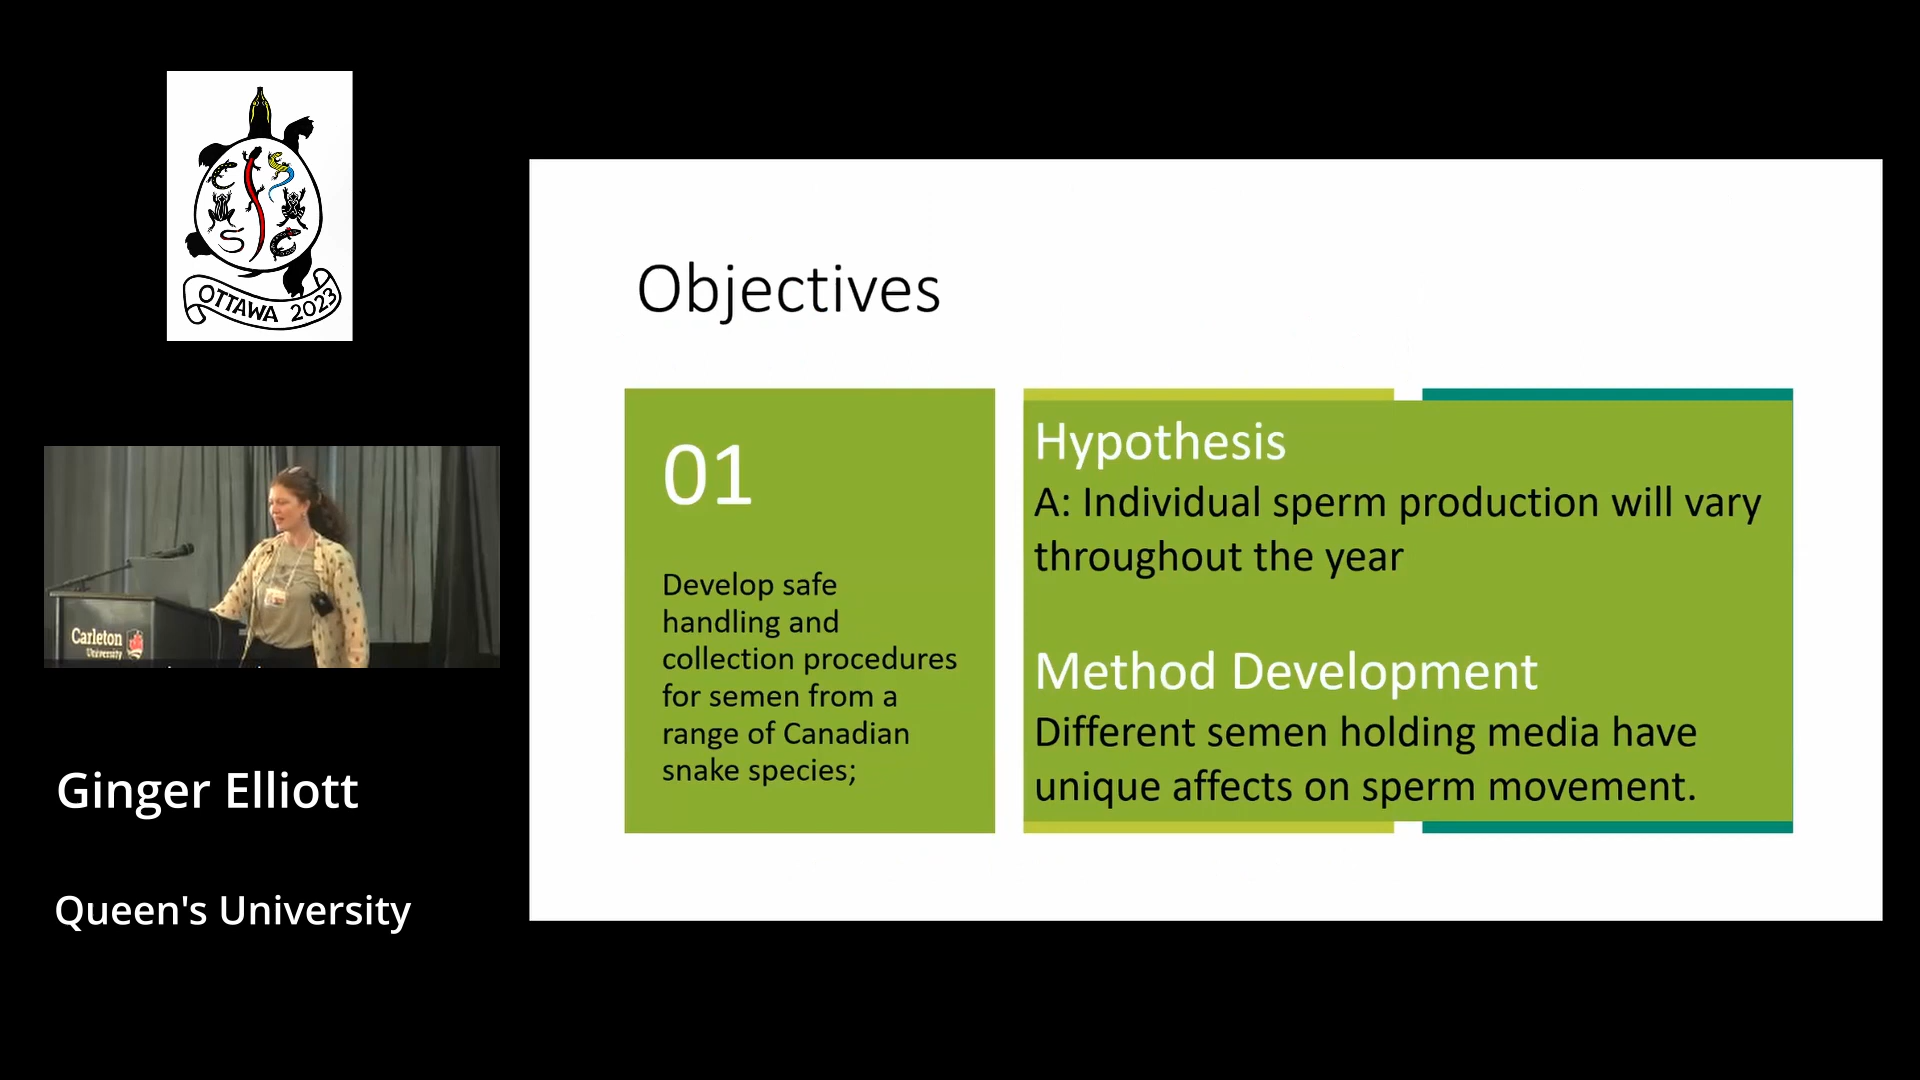 OTTAWA 2023
Carleton
University
Ginger Elliott
Queen's University
Objectives
01
Develop safe
handling and
collection procedures
for semen from a
range of Canadian
snake species;
Hypothesis
A: Individual sperm production will vary
throughout the year
Method Development
Different semen holding media have
unique affects on sperm movement.